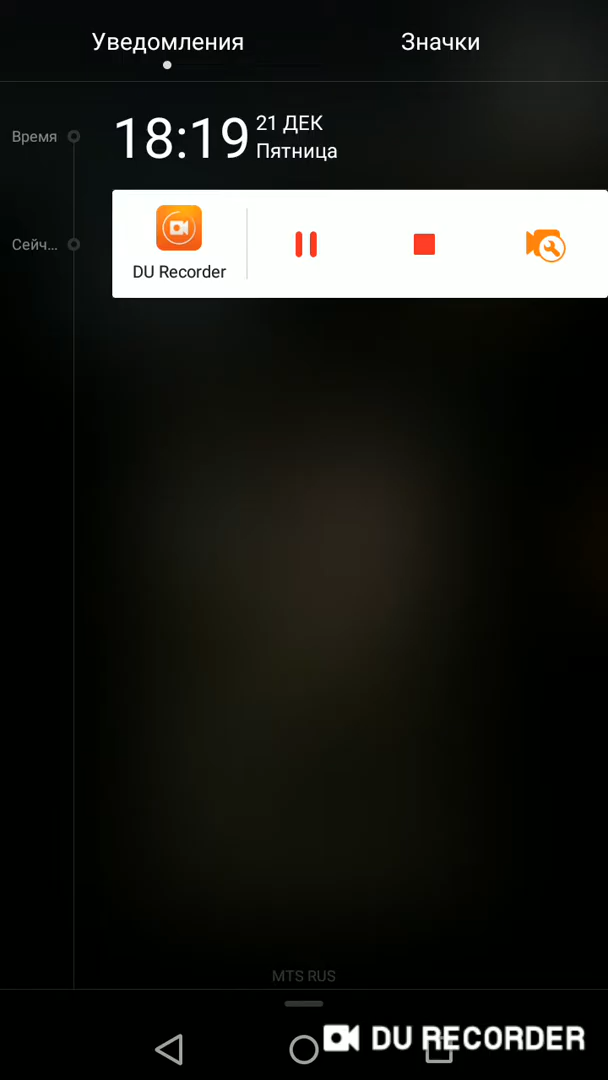 Уведомления
Значки
Время
18:19
21 ДЕК
Пятница
Сейч...
DU Recorder
MTS RUS
DU RECORDER